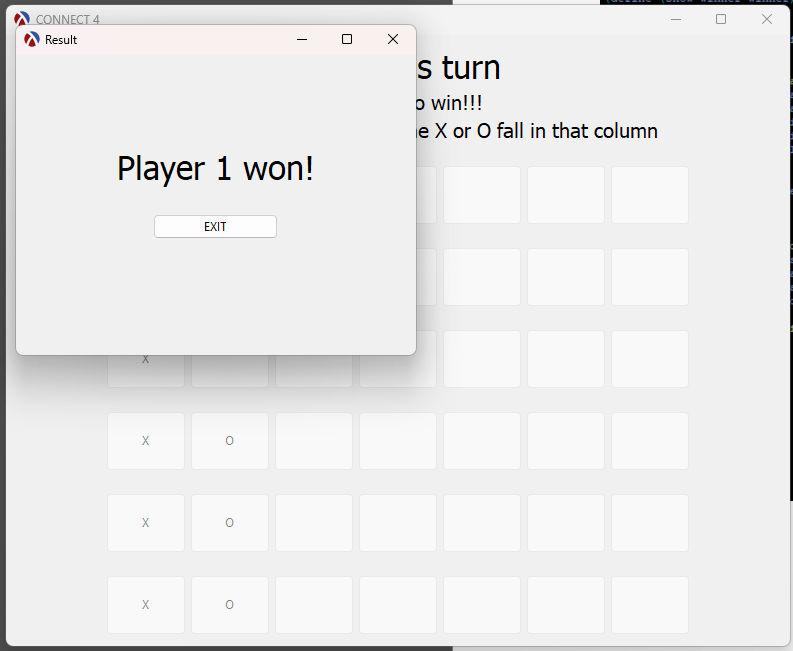 CONNECT 4
Result
s turn
o win!!!
e X or O fall in that column
Player 1 won!
EXIT
X
X O
X O
X O